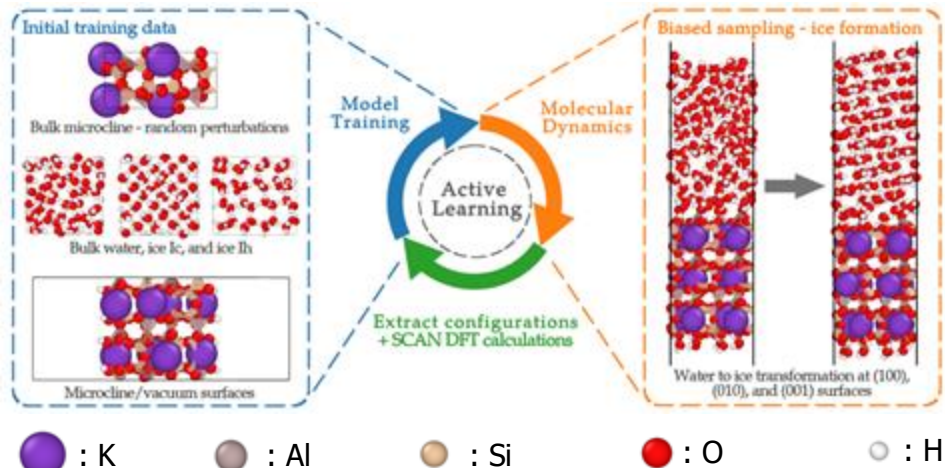 Initial training data
Bulk microcline - random perturbations
Bulk water, ice Ic, and ice Ih
Microcline/vacuum surfaces
Model
Training
Molecular
Dynamics
Active
Learning
Extract configurations
+ SCAN DFT calculations
Biased sampling - ice formation
Water to ice transformation at (100),
(010), and (001) surfaces
: K
: Al
: Si
: O
: H